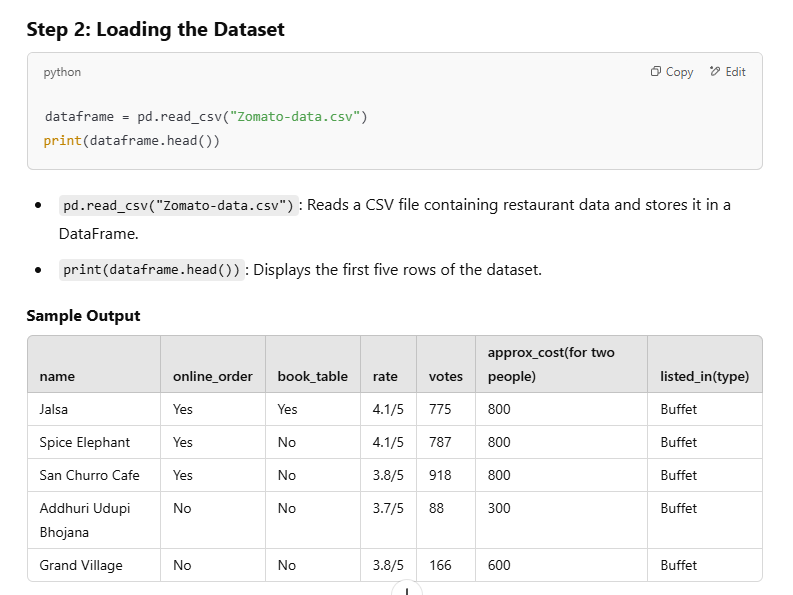 Step 2: Loading the Dataset
python Copy Edit
dataframe = pd.read_csv("Zomato-data.csv")
print(dataframe.head())
pd.read_csv("Zomato-data.csv") : Reads a CSV file containing restaurant data and stores it in a
DataFrame.
print(dataframe.head()) : Displays the first five rows of the dataset.
Sample Output
name online_order book_table rate votes approx_cost(for two people) listed_in(type)
Jalsa Yes Yes 4.1/5 775 800 Buffet
Spice Elephant Yes No 4.1/5 787 800 Buffet
San Churro Cafe Yes No 3.8/5 918 800 Buffet
Addhuri Udupi Bhojana No No 3.7/5 88 300 Buffet
Grand Village No No 3.8/5 166 600 Buffet